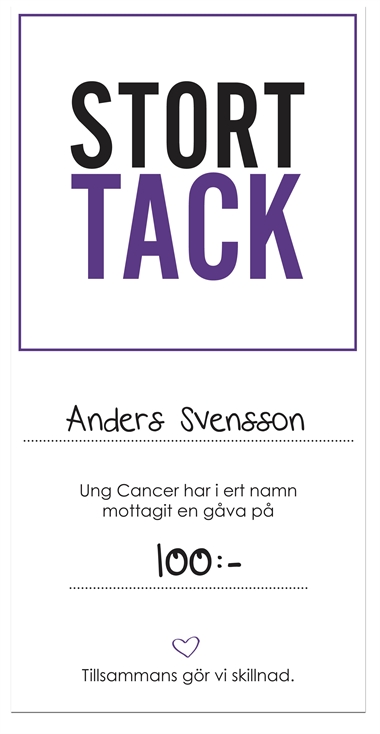 STORT
TACK
Anders Svensson
Ung Cancer har i ert namn
mottagit en gåva på
100:-
Tillsammans gör vi skillnad.